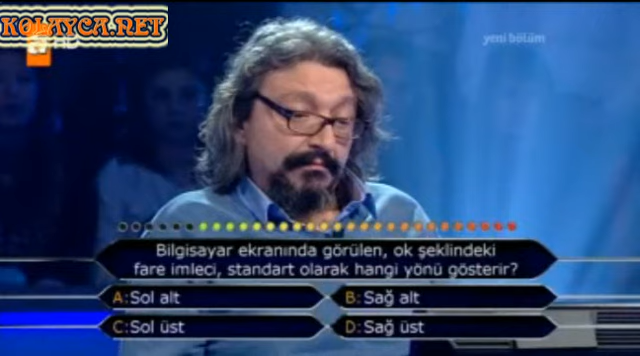 KOLAYCA.NET
yeni bölüm
Bilgisayar ekranında görülen, ok şeklindeki
fare imleci, standart olarak hangi yönü gösterir?
A:Sol alt
B:Sağ alt
C:Sol üst
D:Sağ üst